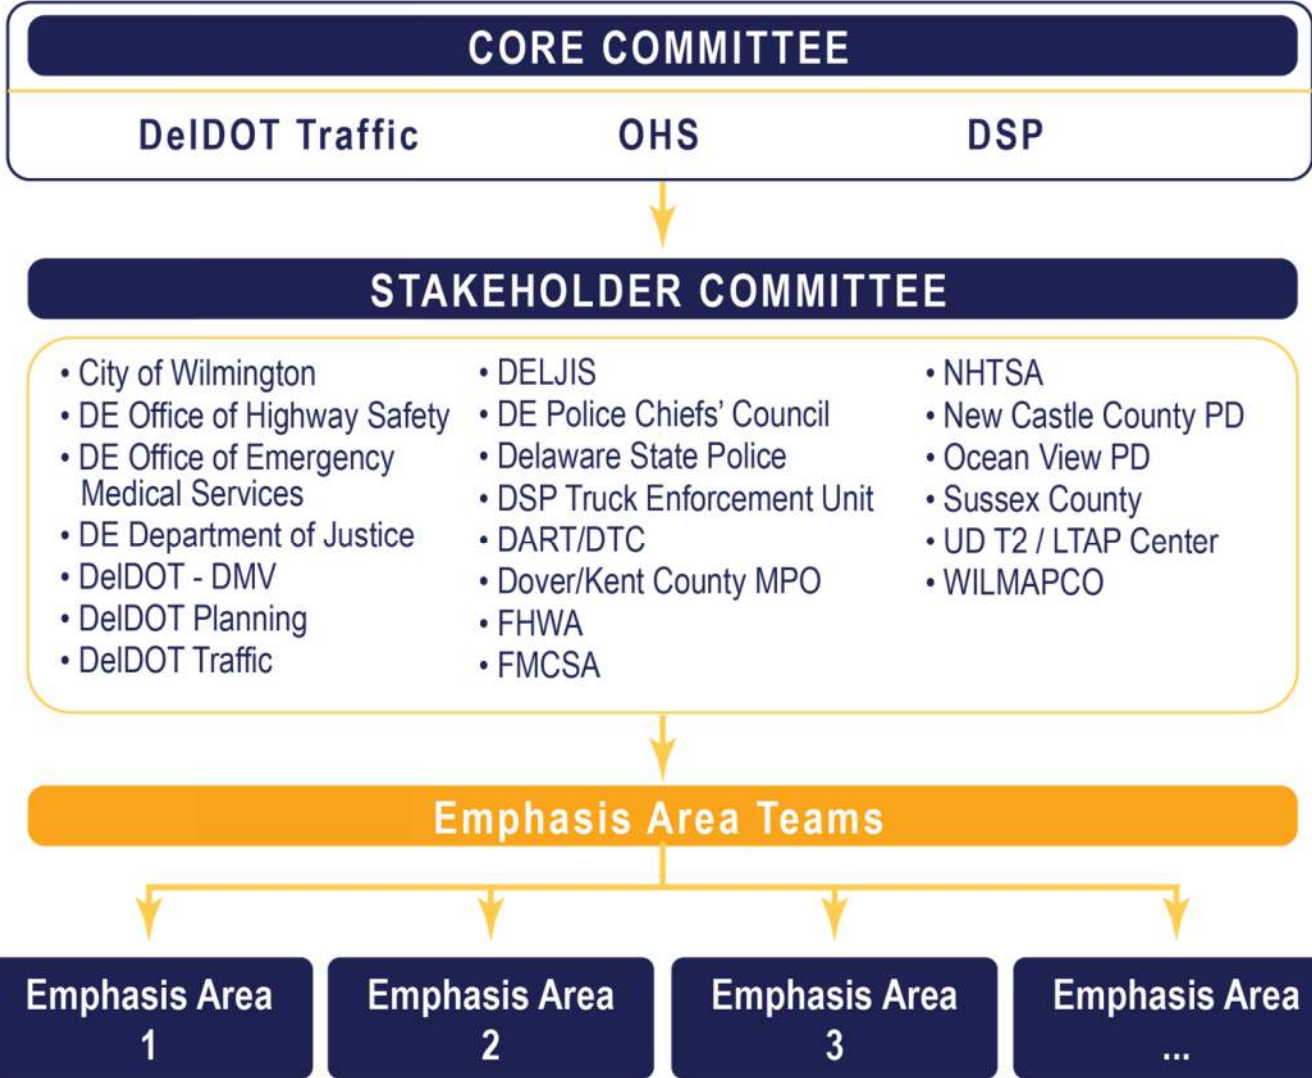 CORE COMMITTEE
DelDOT Traffic OHS DSP
STAKEHOLDER COMMITTEE
• City of Wilmington
• DE Office of Highway Safety
• DE Office of Emergency
Medical Services
• DE Department of Justice
• DelDOT - DMV
• DelDOT Planning
• DelDOT Traffic
• DELJIS
• DE Police Chiefs’ Council
• Delaware State Police
• DSP Truck Enforcement Unit
• DART/DTC
• Dover/Kent County MPO
• FHWA
• FMCSA
• NHTSA
• New Castle County PD
• Ocean View PD
• Sussex County
• UD T2 / LTAP Center
• WILMAPCO
Emphasis Area Teams
Emphasis Area
1
Emphasis Area
2
Emphasis Area
3
Emphasis Area
...